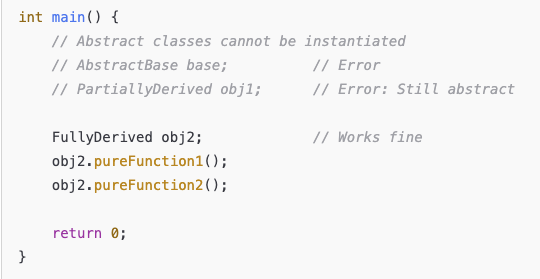 int main() {
    // Abstract classes cannot be instantiated
    // AbstractBase base;          // Error
    // PartiallyDerived obj1;      // Error: Still abstract

    FullyDerived obj2;             // Works fine
    obj2.pureFunction1();
    obj2.pureFunction2();

    return 0;
}